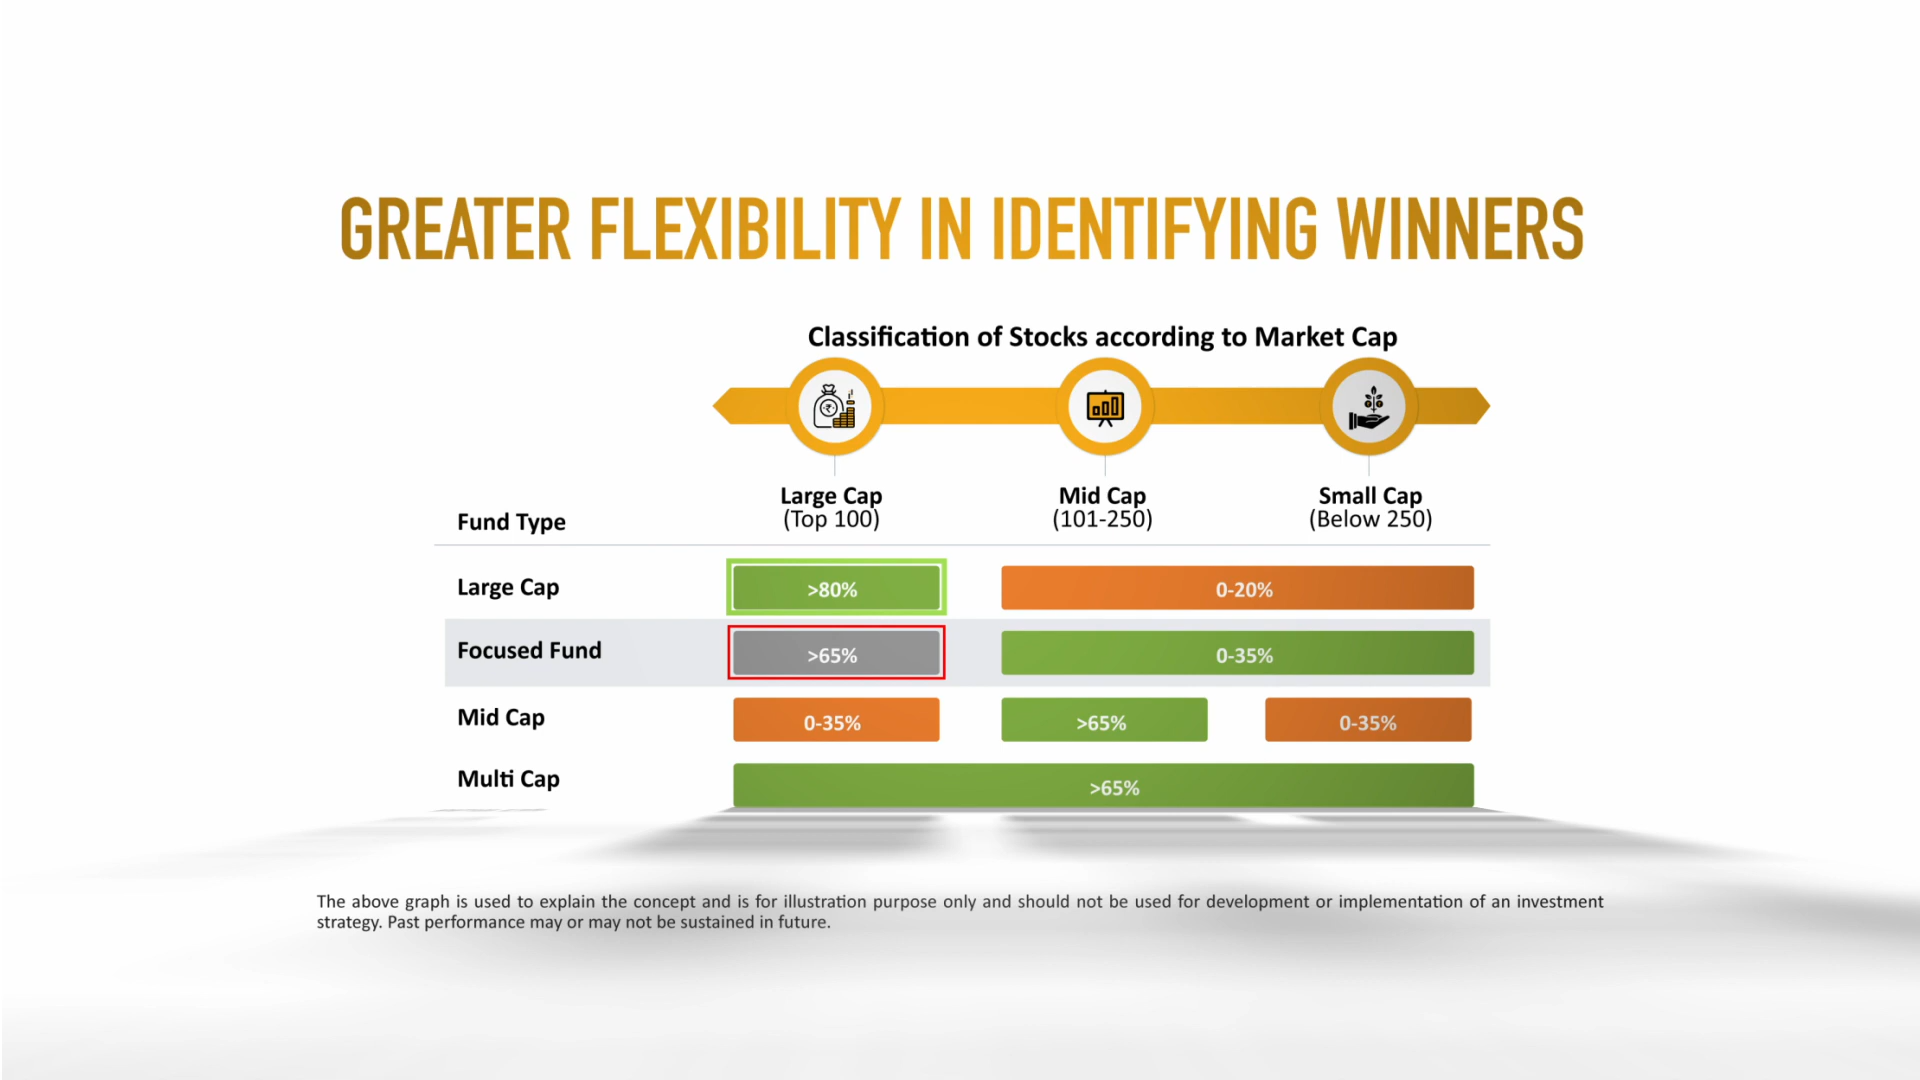 GREATER FLEXIBILITY IN IDENTIFYING WINNERS
Classification of Stocks according to Market Cap
Fund Type
Large Cap
(Top 100)
Mid Cap
(101-250)
Small Cap
(Below 250)
Large Cap >80% 0-20%
Focused Fund >65% 0-35%
Mid Cap 0-35% >65% 0-35%
Multi Cap >65%
The above graph is used to explain the concept and is for illustration purpose only and should not be used for development or implementation of an investment
strategy. Past performance may or may not be sustained in future.